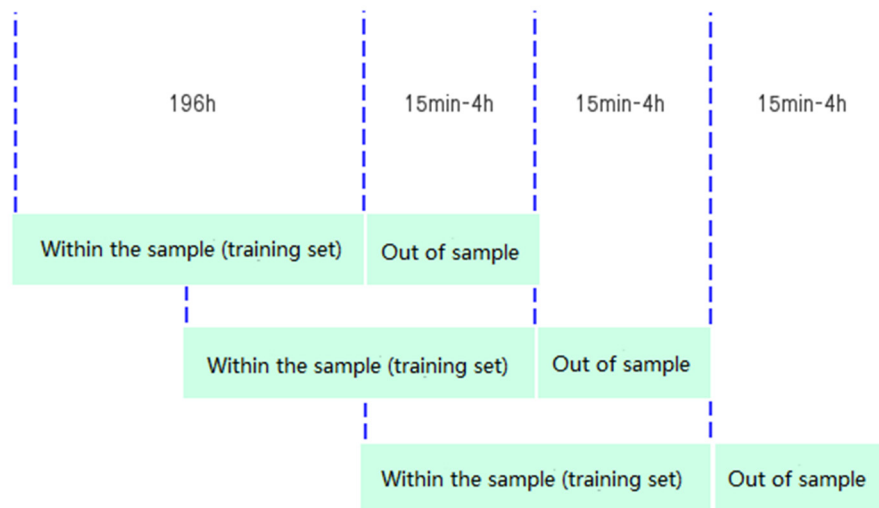 196h
15min-4h
15min-4h
15min-4h
Within the sample (training set)
Out of sample
Within the sample (training set)
Out of sample
Within the sample (training set)
Out of sample